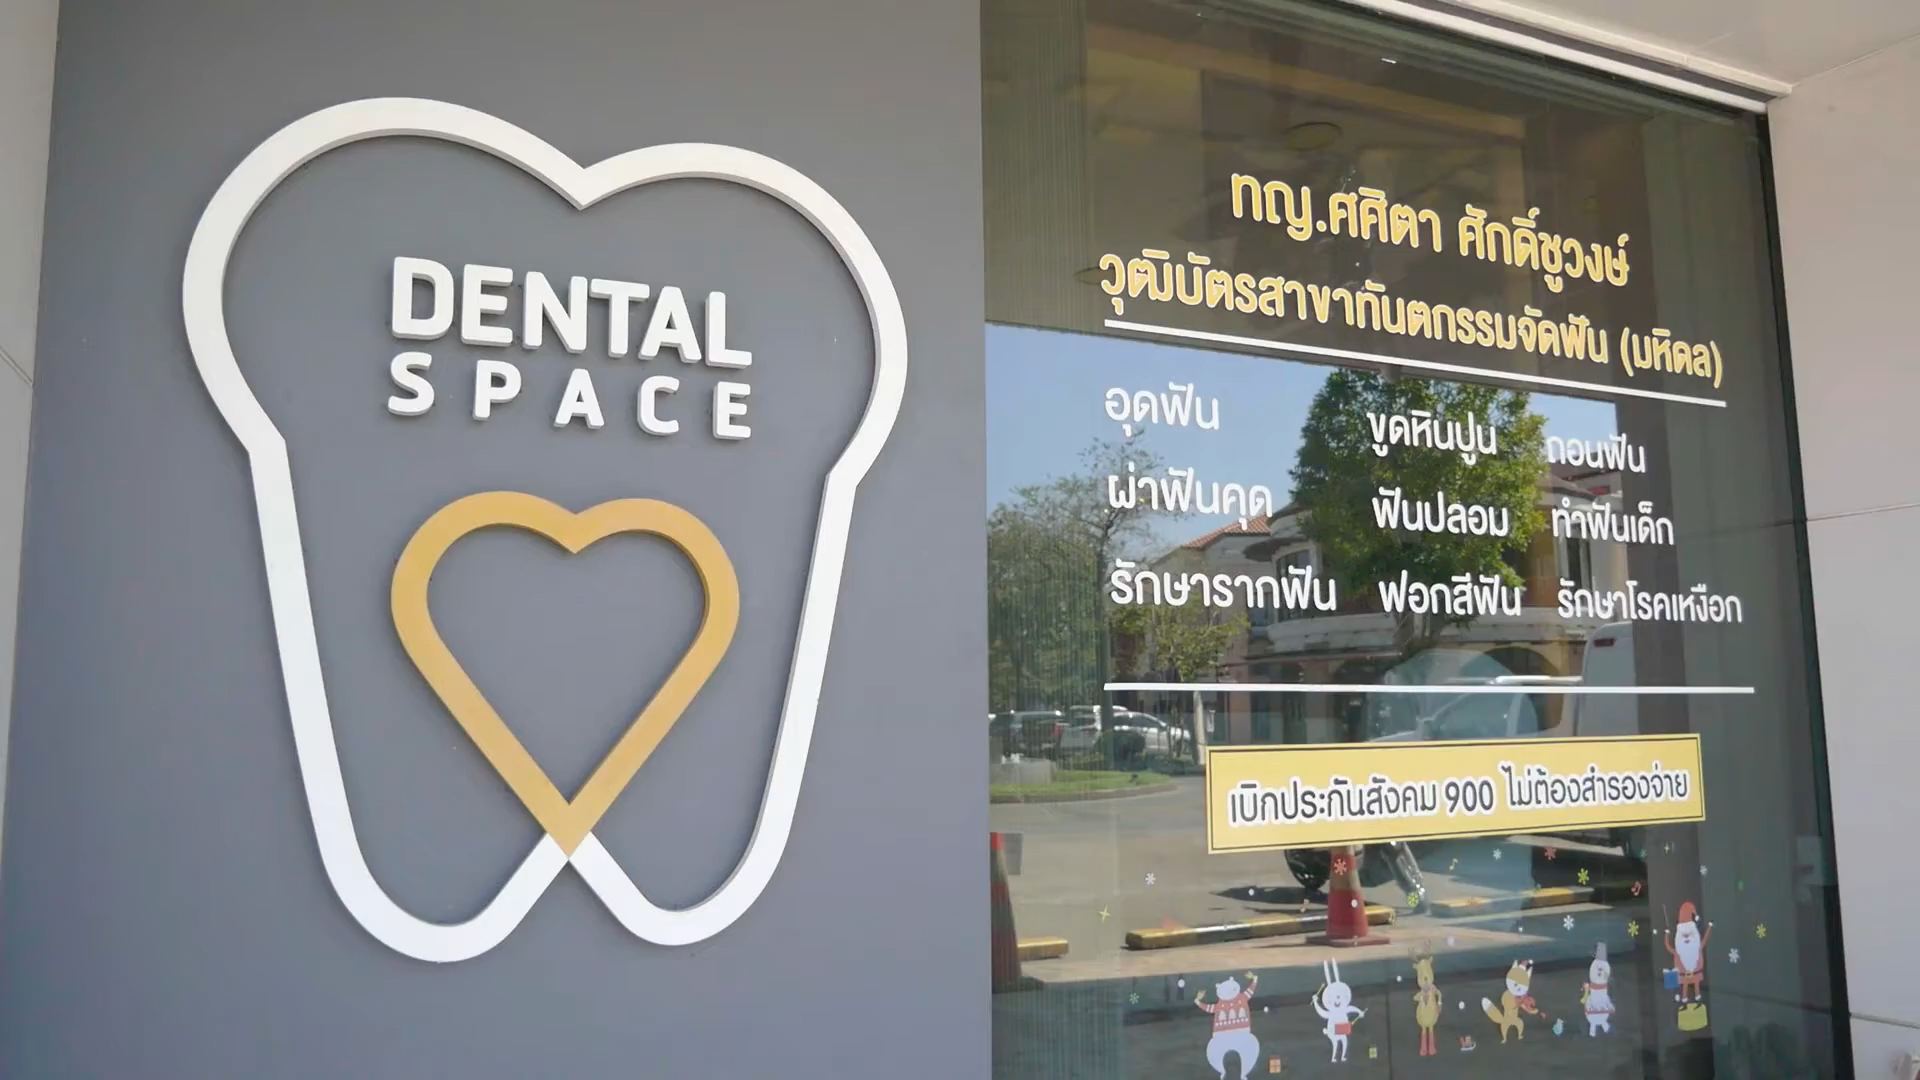 DENTAL
SPACE
ทญ.ศศิตา ศักดิ์ชูวงษ์
วุฒิบัตรสาขาทันตกรรมจัดฟัน (มหิดล)
อุดฟัน ขูดหินปูน ถอนฟัน
ผ่าฟันคุด ฟันปลอม ทำฟันเด็ก
รักษารากฟัน ฟอกสีฟัน รักษาโรคเหงือก
เบิกประกันสังคม 900 ไม่ต้องสำรองจ่าย